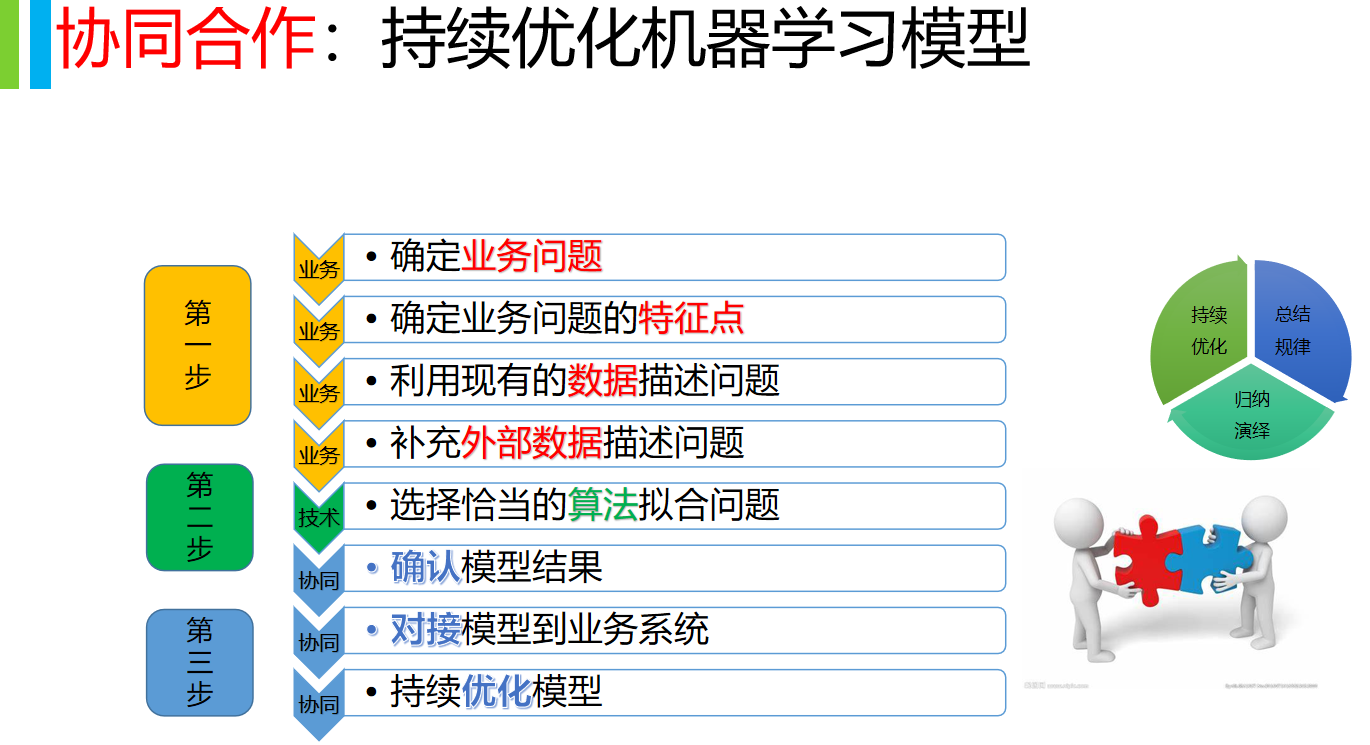 协同合作：持续优化机器学习模型
第一步
业务
• 确定业务问题
业务
• 确定业务问题的特征点
业务
• 利用现有的数据描述问题
业务
• 补充外部数据描述问题
第二步
技术
• 选择恰当的算法拟合问题
第三步
协同
• 确认模型结果
协同
• 对接模型到业务系统
协同
• 持续优化模型
持续
优化
总结
规律
归纳
演绎